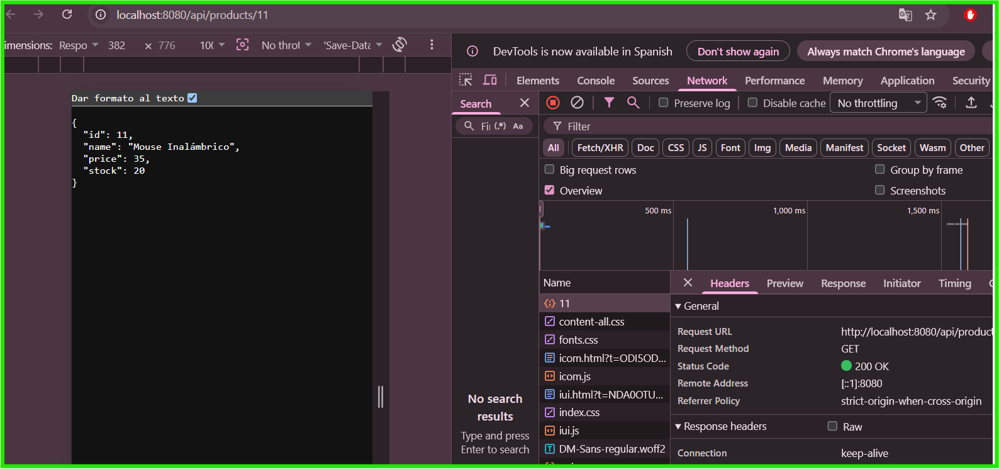 localhost:8080/api/products/11
imensions: Respo 382 × 776 10 No throt 'Save-Data
DevTools is now available in Spanish Don't show again Always match Chrome's language
Elements Console Sources Network Performance Memory Application Security
Search
Preserve log Disable cache No throttling
Fi (.*) Aa
Filter
All Fetch/XHR Doc CSS JS Font Img Media Manifest Socket Wasm Other
Big request rows Group by frame
Overview Screenshots
500 ms 1,000 ms 1,500 ms
Dar formato al texto
{
"id": 11,
"name": "Mouse Inalámbrico",
"price": 35,
"stock": 20
}
No search
results
Type and press
Enter to search
Name
11
content-all.css
fonts.css
icom.html?t=ODI5OD...
icom.js
iui.html?t=NDA0OTU...
index.css
iui.js
DM-Sans-regular.woff2
Headers Preview Response Initiator Timing
General
Request URL http://localhost:8080/api/product
Request Method GET
Status Code 200 OK
Remote Address [::1]:8080
Referrer Policy strict-origin-when-cross-origin
Response headers Raw
Connection keep-alive